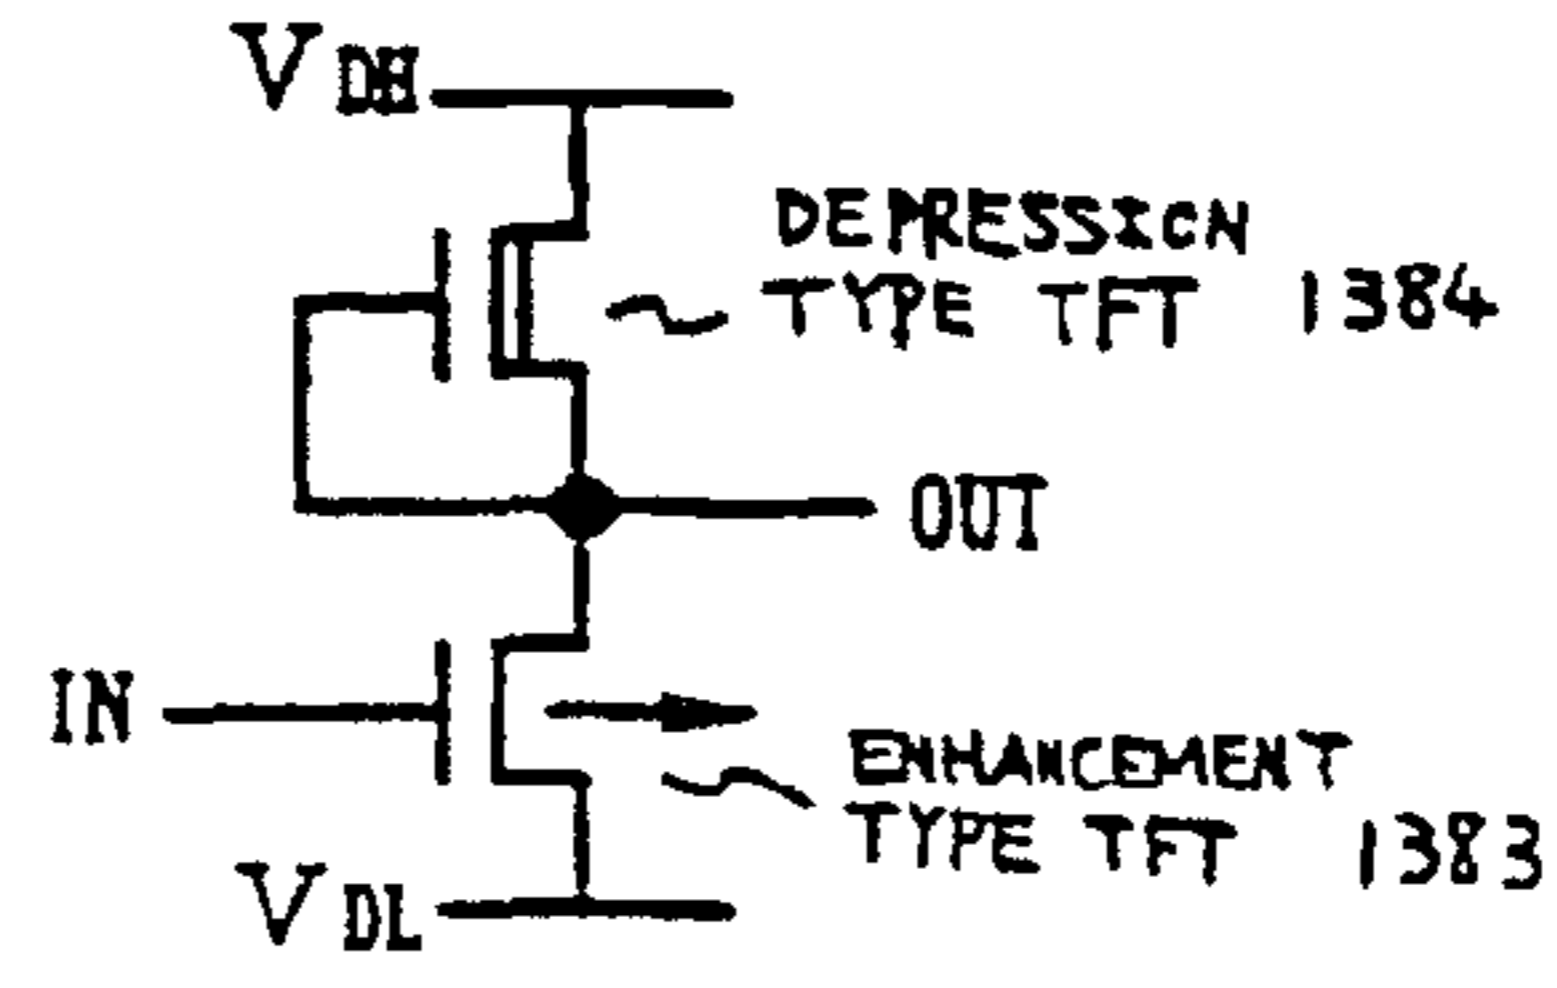 VDH
DEPRESSION
TYPE TFT 1384
OUT
IN
ENHANCEMENT
TYPE TFT 1383
VDL